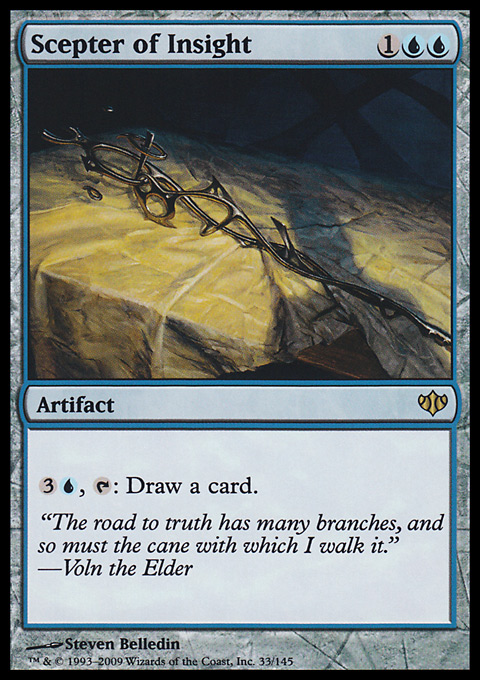 Scepter of Insight 1
Artifact
3, : Draw a card.
“The road to truth has many branches, and
so must the cane with which I walk it.”
—Voln the Elder
Steven Belledin
™ & © 1993–2009 Wizards of the Coast, Inc. 33/145